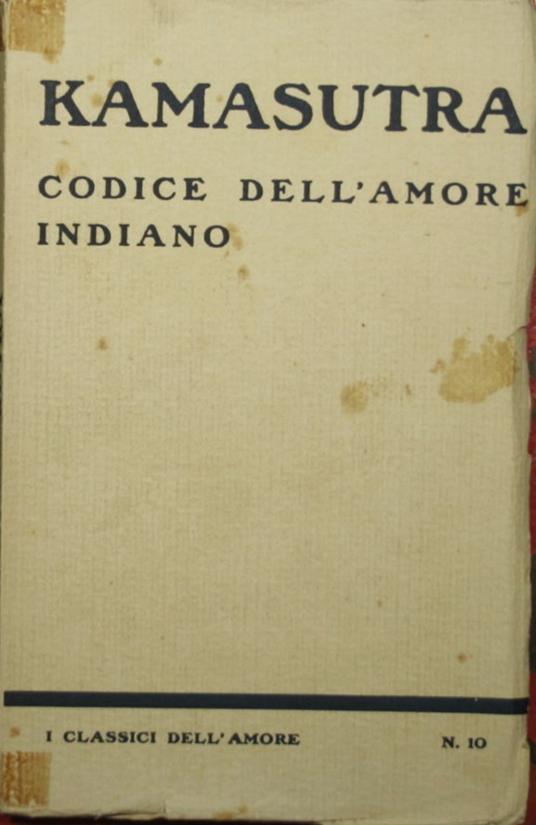 KAMASUTRA
CODICE DELL'AMORE
INDIANO
I CLASSICI DELL'AMORE N. 10